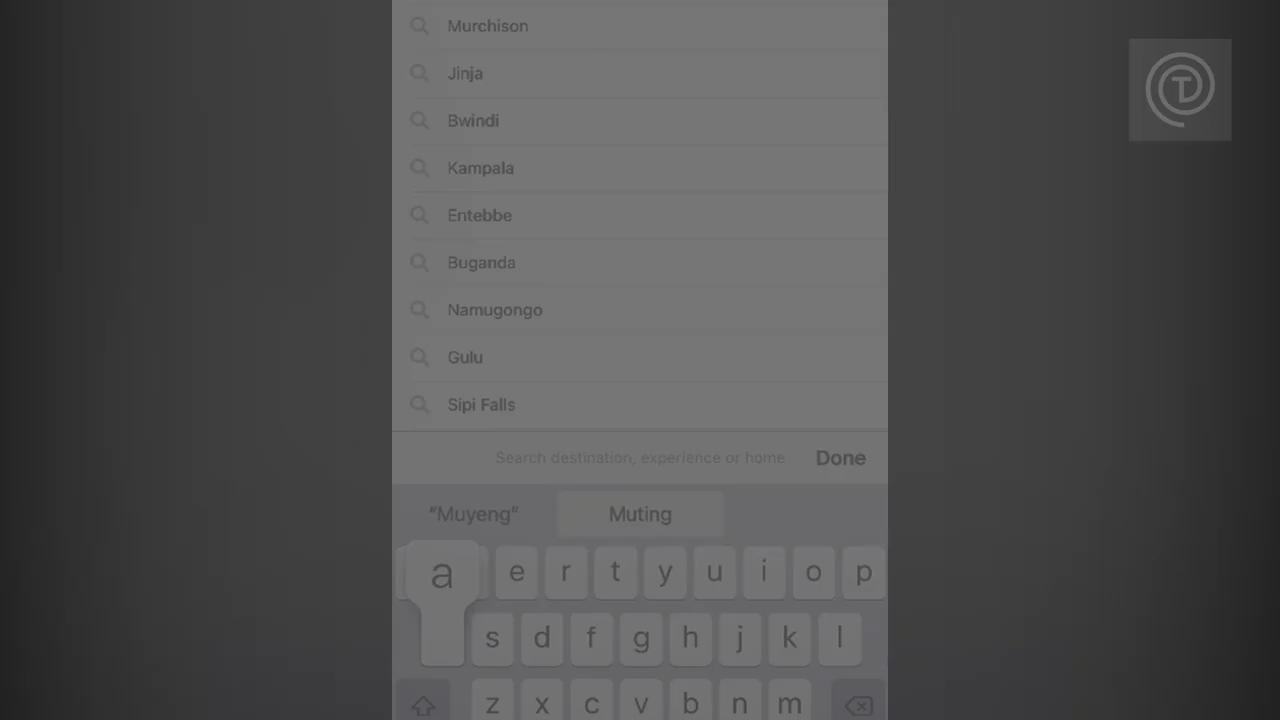 Murchison
Jinja
Bwindi
Kampala
Entebbe
Buganda
Namugongo
Gulu
Sipi Falls
Search destination, experience or home Done
“Muyeng” Muting
a e r t y u i o p
s d f g h j k l
z x c v b n m